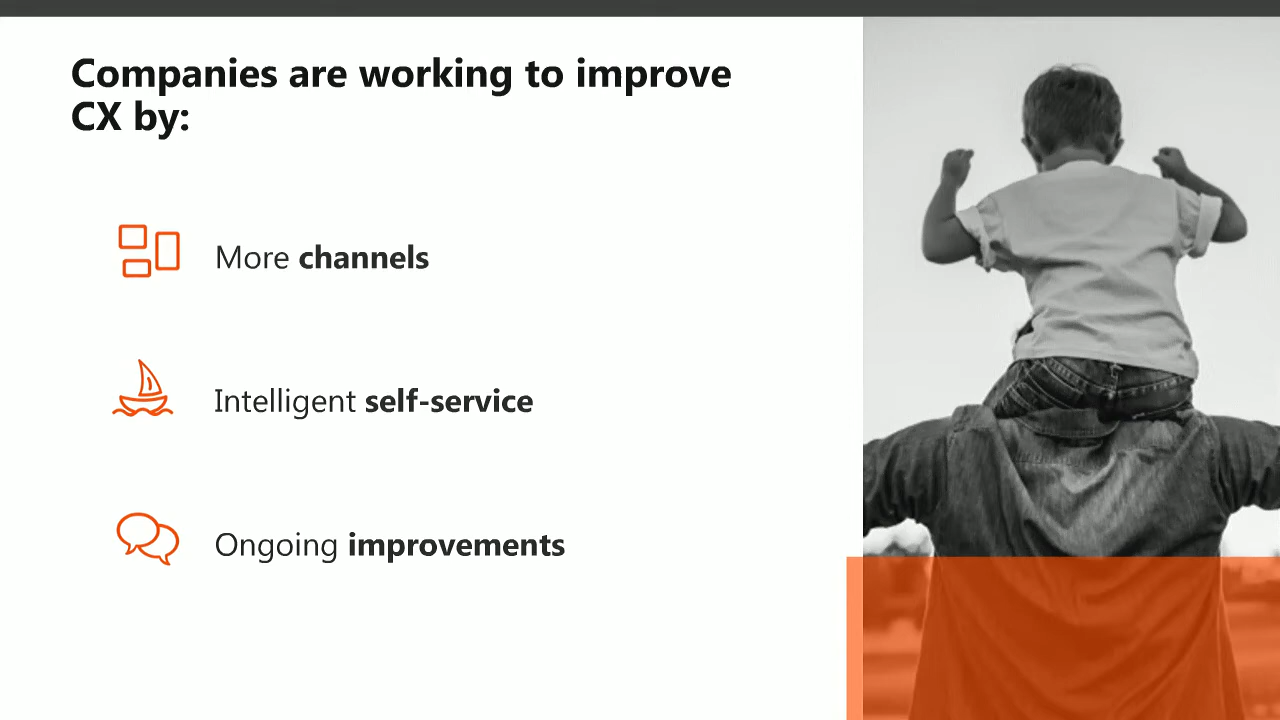 Companies are working to improve
CX by:
More channels
Intelligent self-service
Ongoing improvements